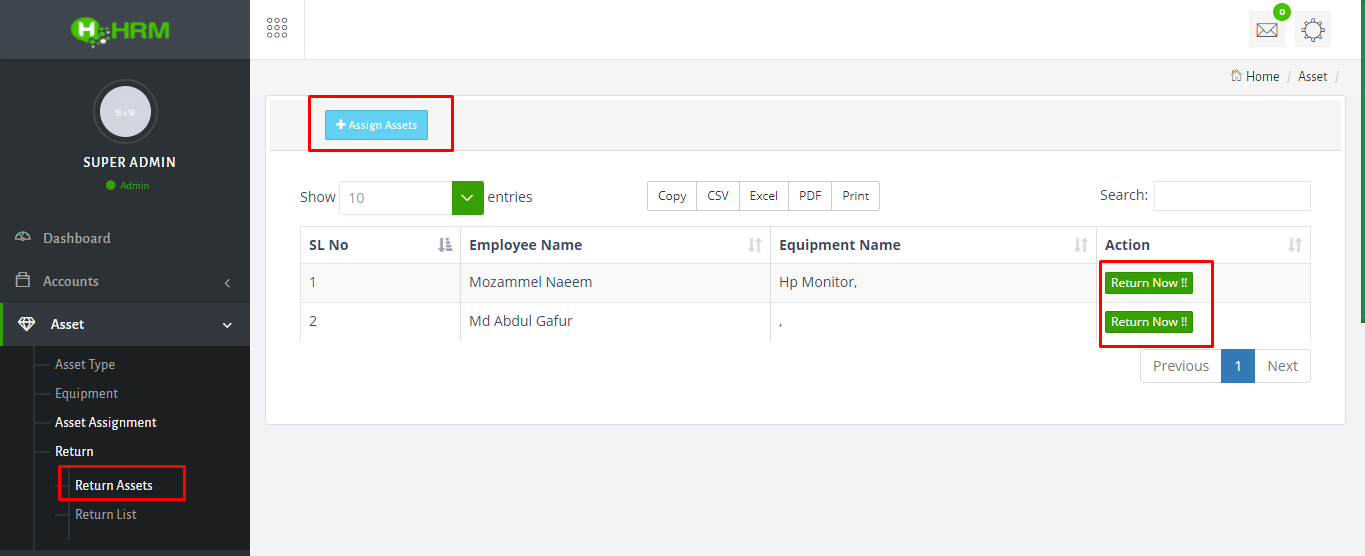 H HRM
0
Home / Asset /
SUPER ADMIN
Admin
Dashboard
Accounts
Asset
Asset Type
Equipment
Asset Assignment
Return
Return Assets
Return List
+ Assign Assets
Show 10 entries
Copy CSV Excel PDF Print
Search:
SL No Employee Name Equipment Name Action
1 Mozammel Naeem Hp Monitor, Return Now !!
2 Md Abdul Gafur , Return Now !!
Previous 1 Next